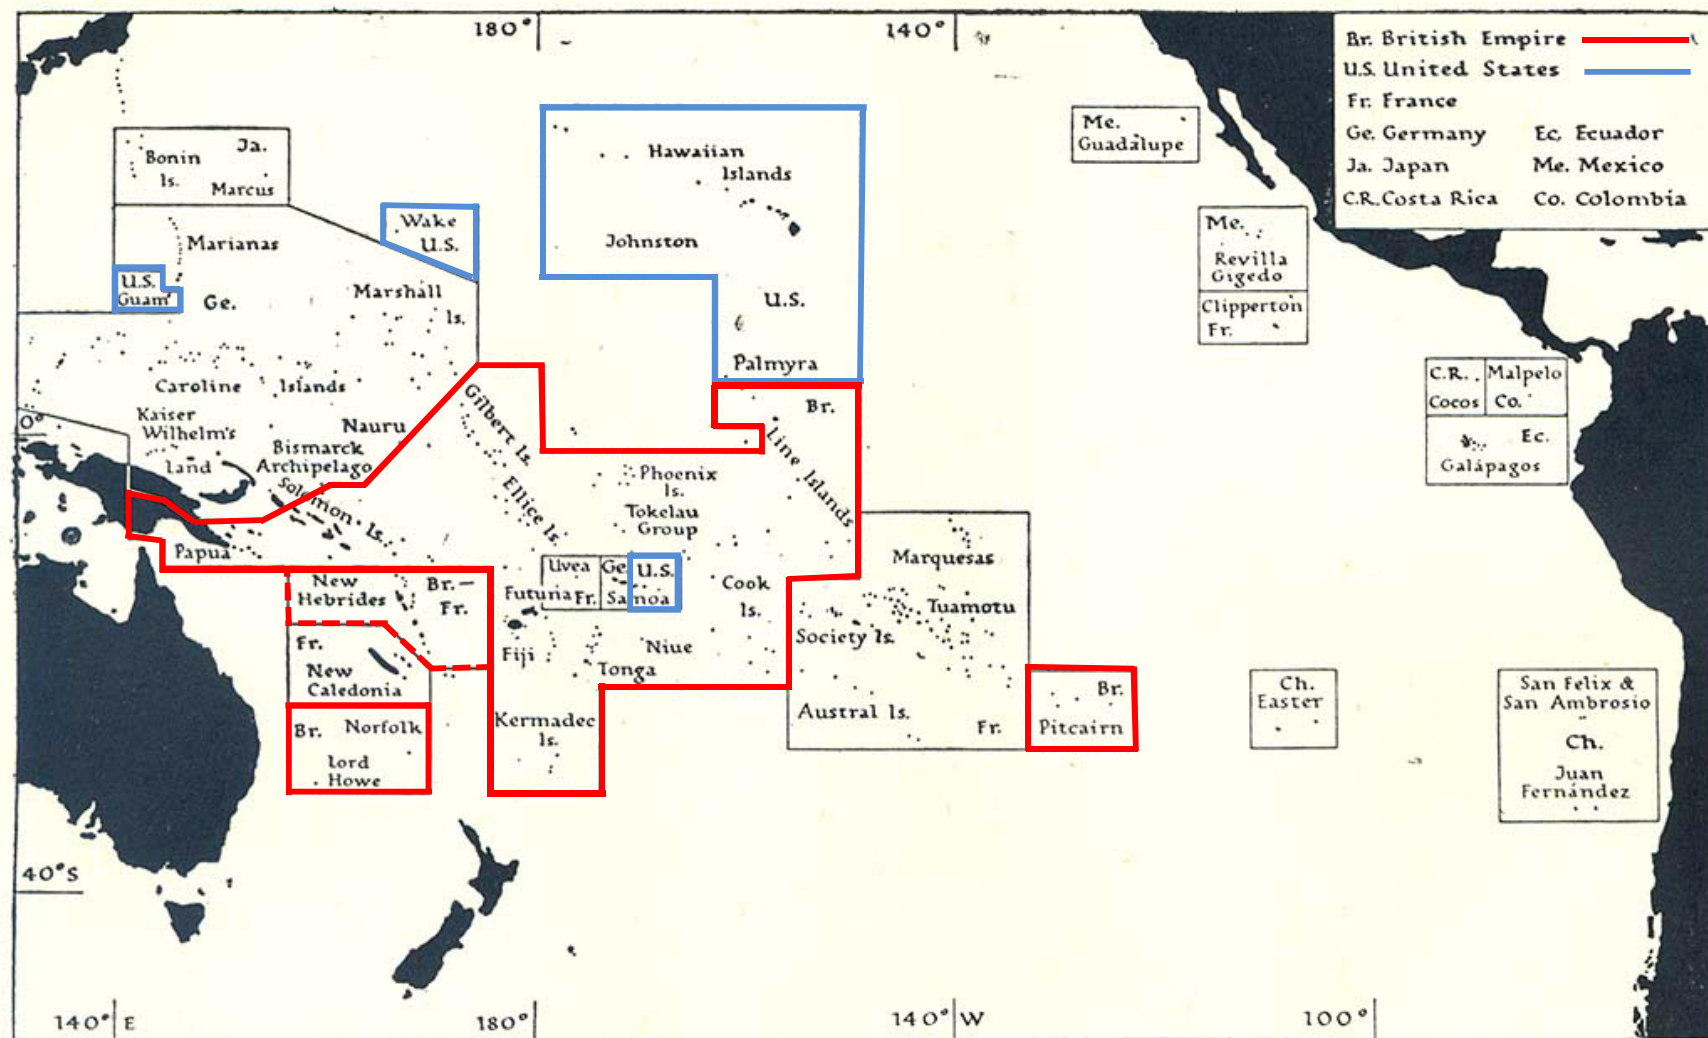 180°
140°
Br. British Empire
U.S. United States
Fr. France
Ge. Germany Ec. Ecuador
Ja. Japan Me. Mexico
C.R. Costa Rica Co. Colombia
Ja.
Bonin
Is.
Marcus
Wake
U.S.
Marianas
U.S.
Guam
Ge.
Marshall
Is.
Caroline Islands
Kaiser
Wilhelm's
Land
Nauru
Bismarck
Archipelago
Solomon Is.
Papua
0°
Hawaiian
Islands
Johnston
U.S.
Palmyra
Br.
Line Islands
Gilbert Is.
Ellice Is.
Phoenix
Is.
Tokelau
Group
Uvea
Futuna Fr.
Ge. U.S.
Samoa
Cook
Is.
Fiji
Niue
Tonga
Kermadec
Is.
New
Hebrides
Br.—
Fr.
Fr.
New
Caledonia
Br. Norfolk
Lord
Howe
Marquesas
Tuamotu
Society Is.
Austral Is.
Fr.
Br.
Pitcairn
Me.
Guadalupe
Me.
Revilla
Gigedo
Clipperton
Fr.
C.R.
Cocos
Malpelo
Co.
Ec.
Galápagos
Ch.
Easter
San Felix &
San Ambrosio
Ch.
Juan
Fernández
40°S
140° E
180°
140° W
100°